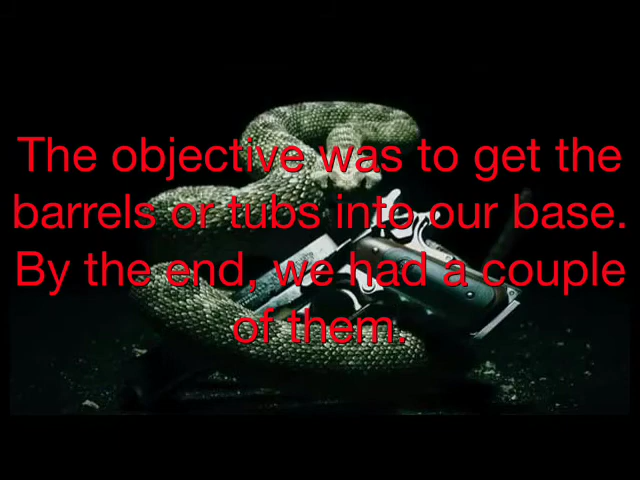 The objective was to get the
barrels or tubs into our base.
By the end, we had a couple
of them.